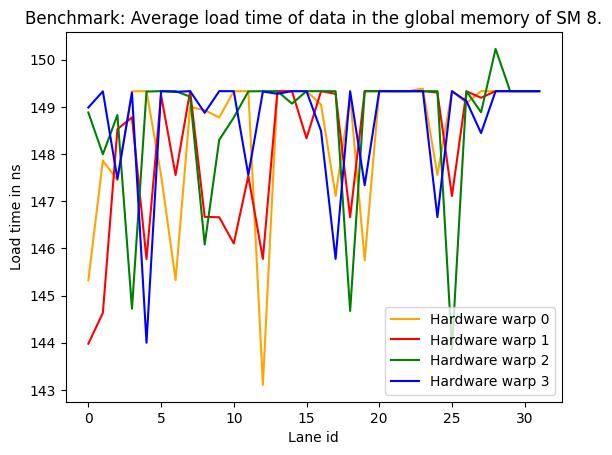 Benchmark: Average load time of data in the global memory of SM 8.
150
149
148
147
146
145
144
143
Load time in ns
0 5 10 15 20 25 30
Lane id
Hardware warp 0
Hardware warp 1
Hardware warp 2
Hardware warp 3